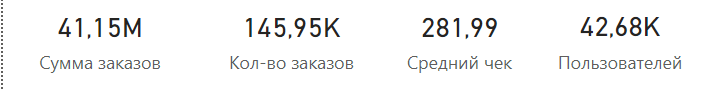 41,15M 145,95K 281,99 42,68K
Сумма заказов Кол-во заказов Средний чек Пользователей